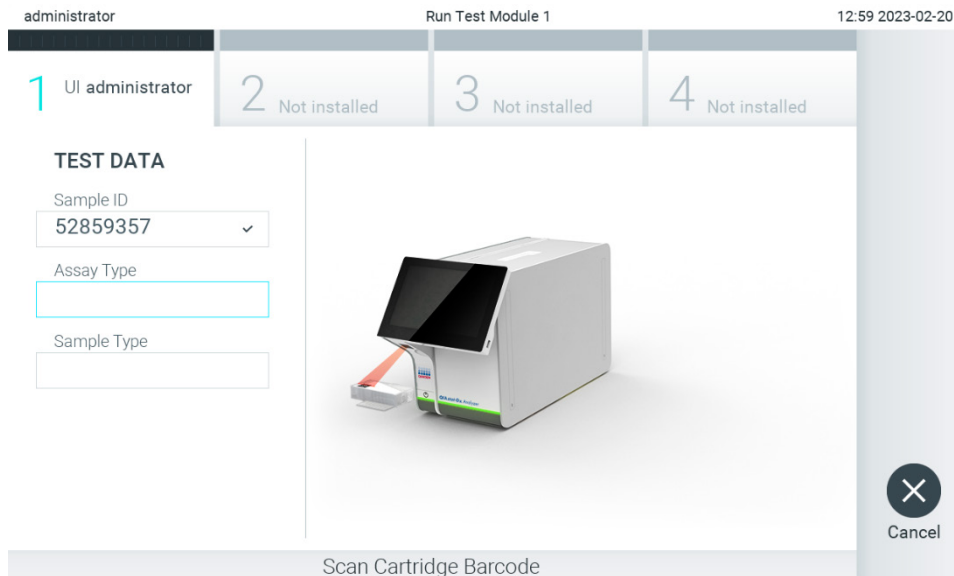 administrator Run Test Module 1 12:59 2023-02-20
1 UI administrator 2 Not installed 3 Not installed 4 Not installed
TEST DATA
Sample ID
52859357
Assay Type
Sample Type
Cancel
Scan Cartridge Barcode